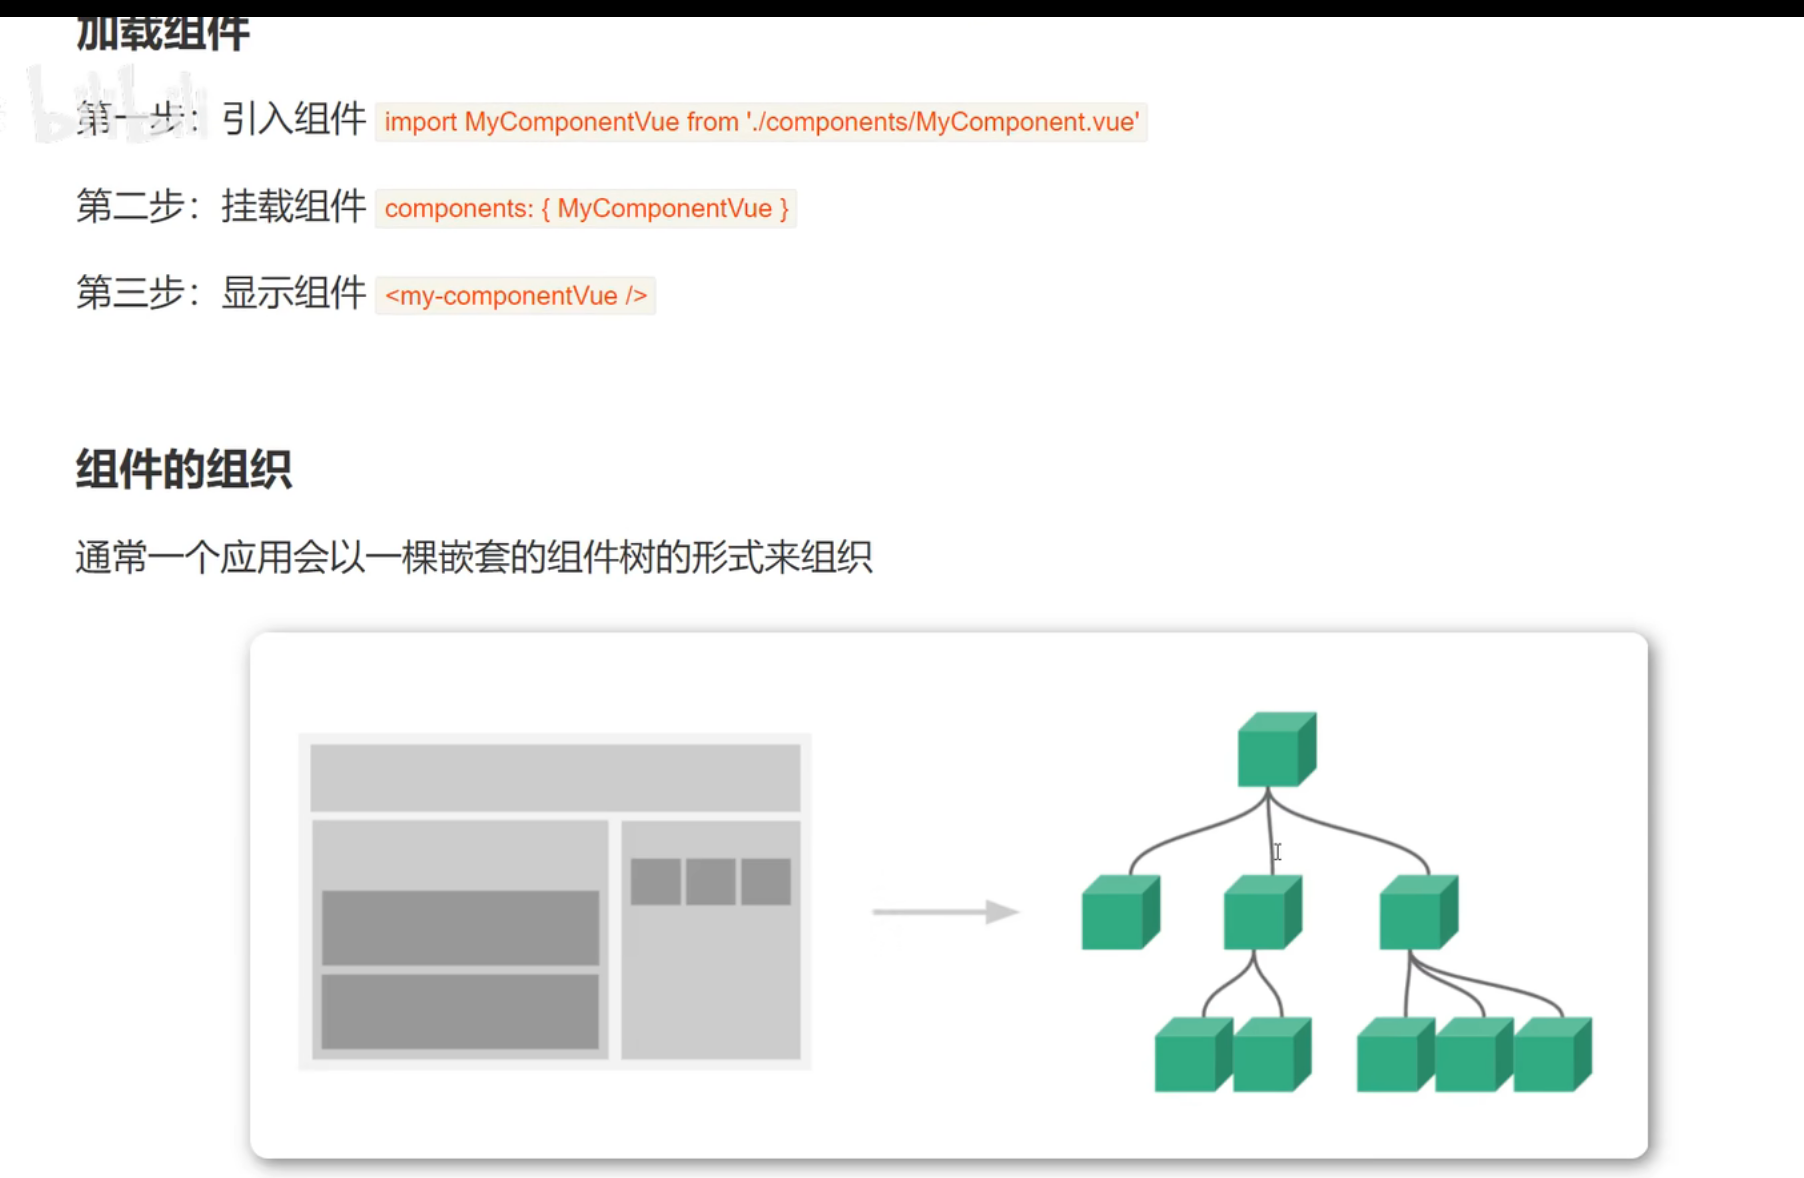 加载组件
bilibili
第一步：引入组件 import MyComponentVue from './components/MyComponent.vue'
第二步：挂载组件 components: { MyComponentVue }
第三步：显示组件 <my-componentVue />
组件的组织
通常一个应用会以一棵嵌套的组件树的形式来组织